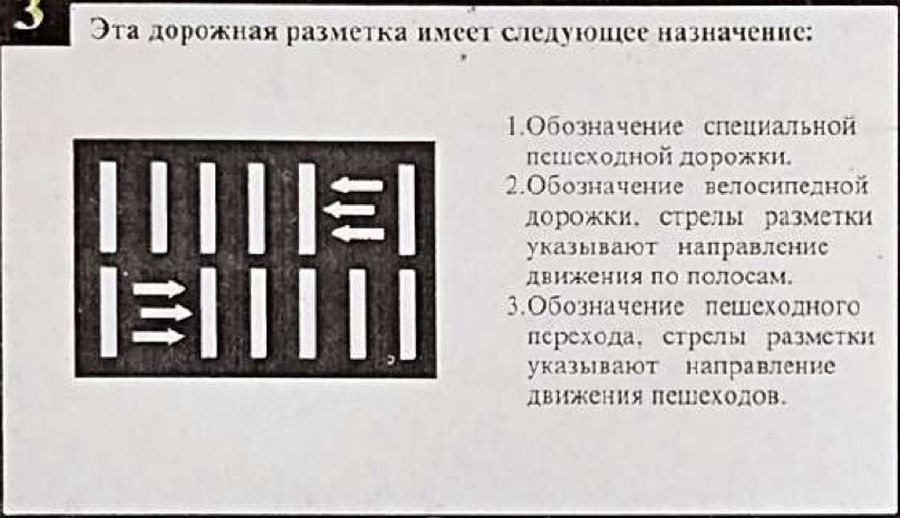 3
Эта дорожная разметка имеет следующее назначение:
1.Обозначение специальной
пешеходной дорожки.
2.Обозначение велосипедной
дорожки, стрелы разметки
указывают направление
движения по полосам.
3.Обозначение пешеходного
перехода, стрелы разметки
указывают направление
движения пешеходов.